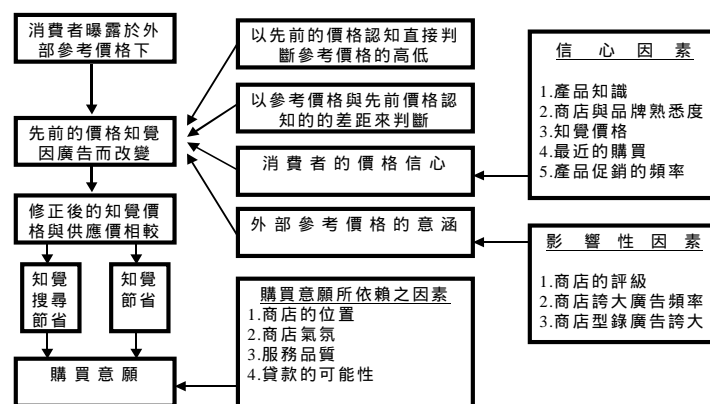 消費者曝露於外
部參考價格下
先前的價格知覺
因廣告而改變
修正後的知覺價
格與供應價相較
知覺
搜尋
節省
知覺
節省
購買意願
以先前的價格認知直接判
斷參考價格的高低
以參考價格與先前價格認
知的的差距來判斷
消費者的價格信心
外部參考價格的意涵
購買意願所依賴之因素
1.商店的位置
2.商店氣氛
3.服務品質
4.貸款的可能性
信心因素
1.產品知識
2.商店與品牌熟悉度
3.知覺價格
4.最近的購買
5.產品促銷的頻率
影響性因素
1.商店的評級
2.商店誇大廣告頻率
3.商店型錄廣告誇大